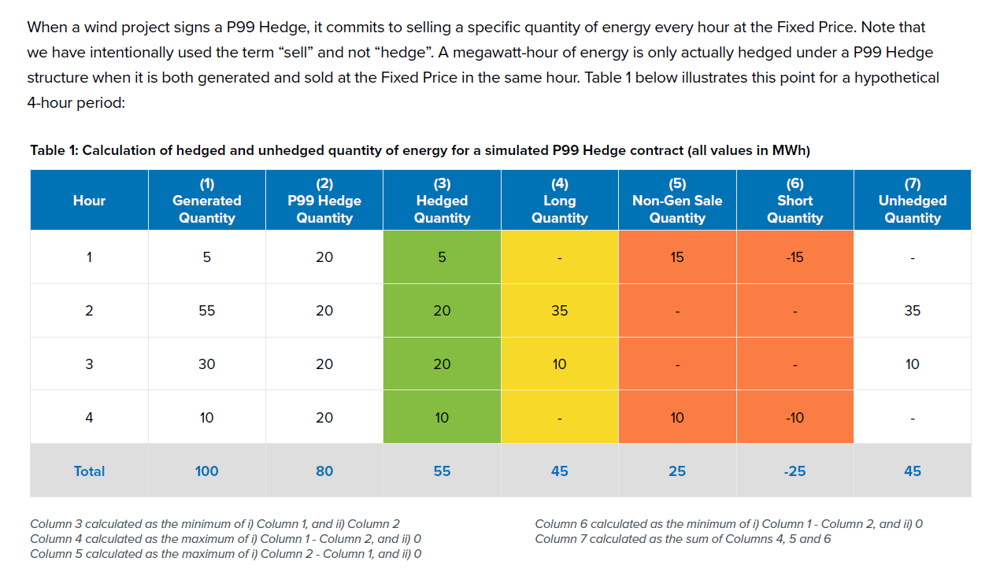 When a wind project signs a P99 Hedge, it commits to selling a specific quantity of energy every hour at the Fixed Price. Note that
we have intentionally used the term “sell” and not “hedge”. A megawatt-hour of energy is only actually hedged under a P99 Hedge
structure when it is both generated and sold at the Fixed Price in the same hour. Table 1 below illustrates this point for a hypothetical
4-hour period:
Table 1: Calculation of hedged and unhedged quantity of energy for a simulated P99 Hedge contract (all values in MWh)
Hour (1) Generated Quantity (2) P99 Hedge Quantity (3) Hedged Quantity (4) Long Quantity (5) Non-Gen Sale Quantity (6) Short Quantity (7) Unhedged Quantity
1 5 20 5 - 15 -15 -
2 55 20 20 35 - - 35
3 30 20 20 10 - - 10
4 10 20 10 - 10 -10 -
Total 100 80 55 45 25 -25 45
Column 3 calculated as the minimum of i) Column 1, and ii) Column 2
Column 4 calculated as the maximum of i) Column 1 - Column 2, and ii) 0
Column 5 calculated as the maximum of i) Column 2 - Column 1, and ii) 0
Column 6 calculated as the minimum of i) Column 1 - Column 2, and ii) 0
Column 7 calculated as the sum of Columns 4, 5 and 6